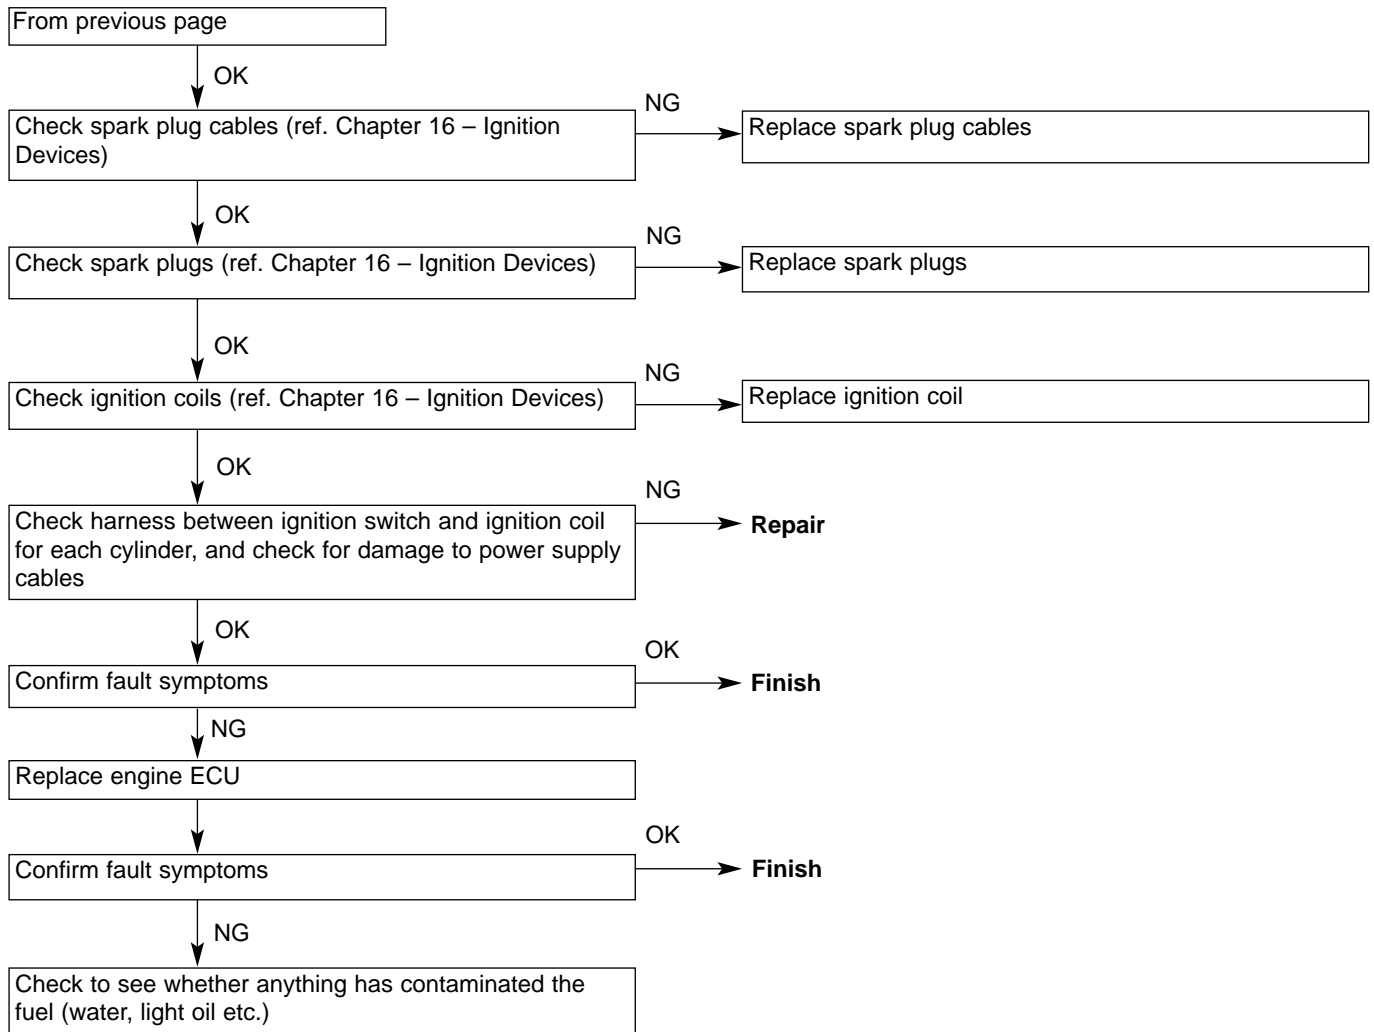 From previous page
OK
NG
Check spark plug cables (ref. Chapter 16 – Ignition
Devices)
Replace spark plug cables
OK
NG
Check spark plugs (ref. Chapter 16 – Ignition Devices)
Replace spark plugs
OK
NG
Check ignition coils (ref. Chapter 16 – Ignition Devices)
Replace ignition coil
OK
NG
Check harness between ignition switch and ignition coil
for each cylinder, and check for damage to power supply
cables
Repair
OK
OK
Confirm fault symptoms
Finish
NG
Replace engine ECU
OK
Confirm fault symptoms
Finish
NG
Check to see whether anything has contaminated the
fuel (water, light oil etc.)